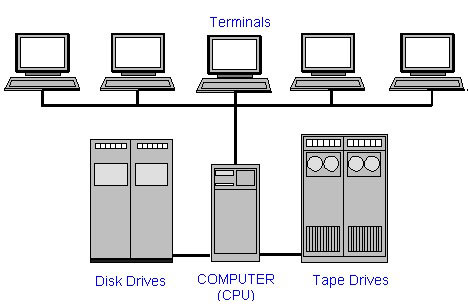 Terminals
Disk Drives
COMPUTER
(CPU)
Tape Drives